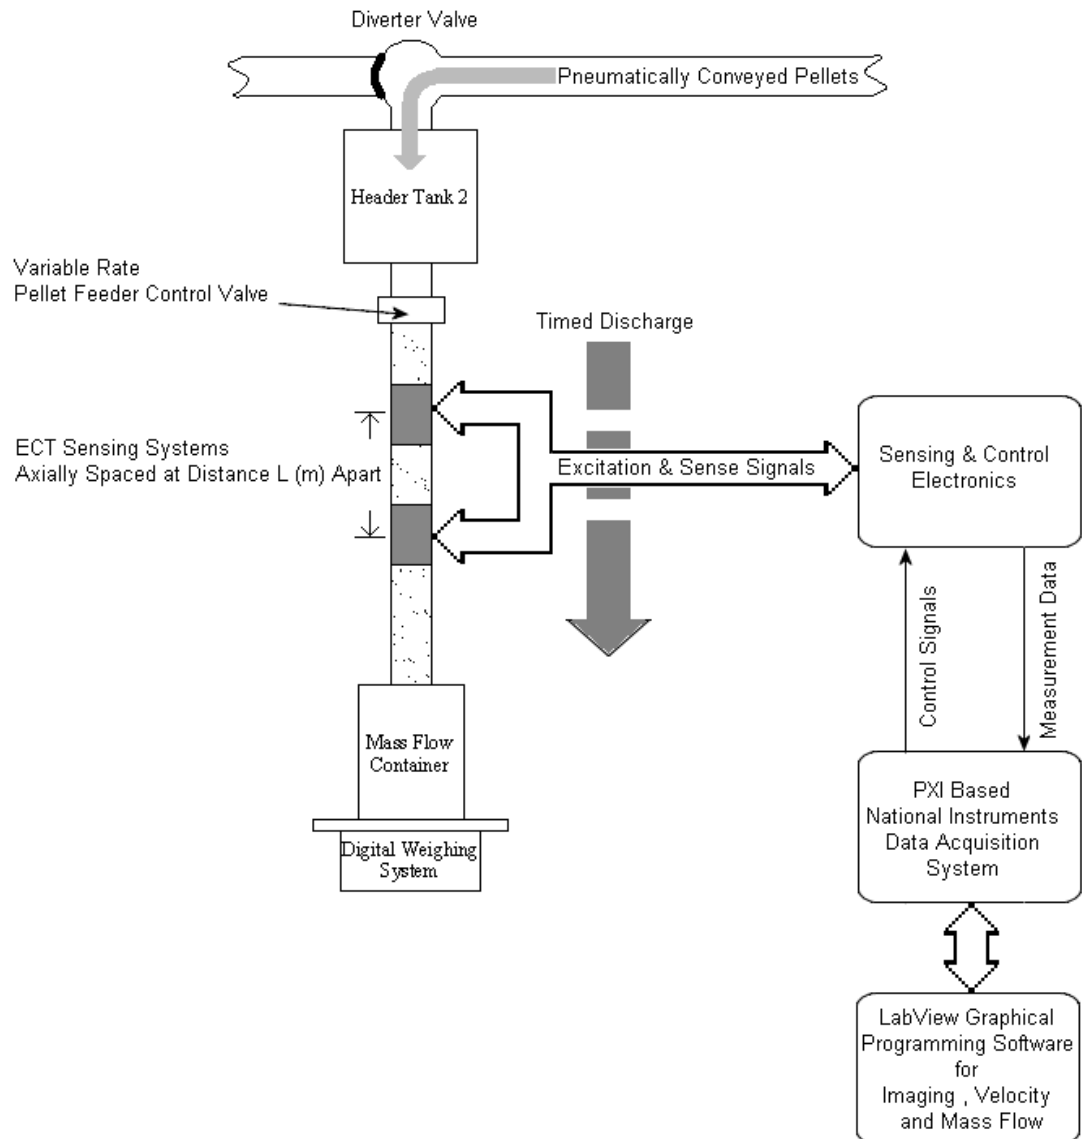 Diverter Valve
Pneumatically Conveyed Pellets
Header Tank 2
Variable Rate
Pellet Feeder Control Valve
Timed Discharge
ECT Sensing Systems
Axially Spaced at Distance L (m) Apart
Excitation & Sense Signals
Sensing & Control
Electronics
Control Signals
Measurement Data
Mass Flow
Container
Digital Weighing
System
PXI Based
National Instruments
Data Acquisition
System
LabView Graphical
Programming Software
for
Imaging , Velocity
and Mass Flow